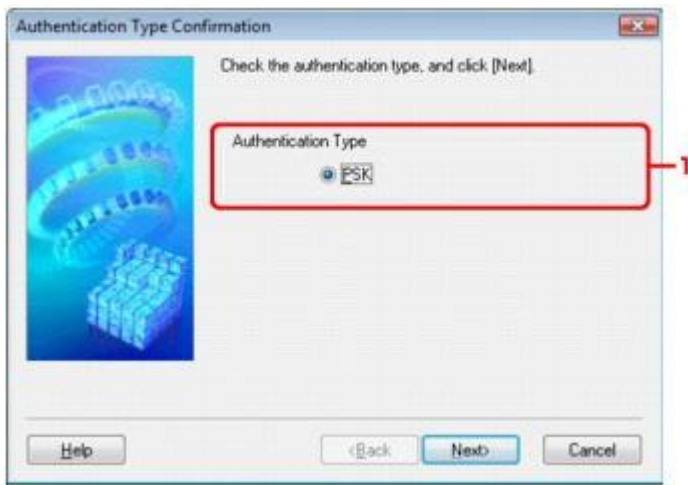 Authentication Type Confirmation
Check the authentication type, and click [Next].
Authentication Type
PSK
1
Help
<Back
Next>
Cancel